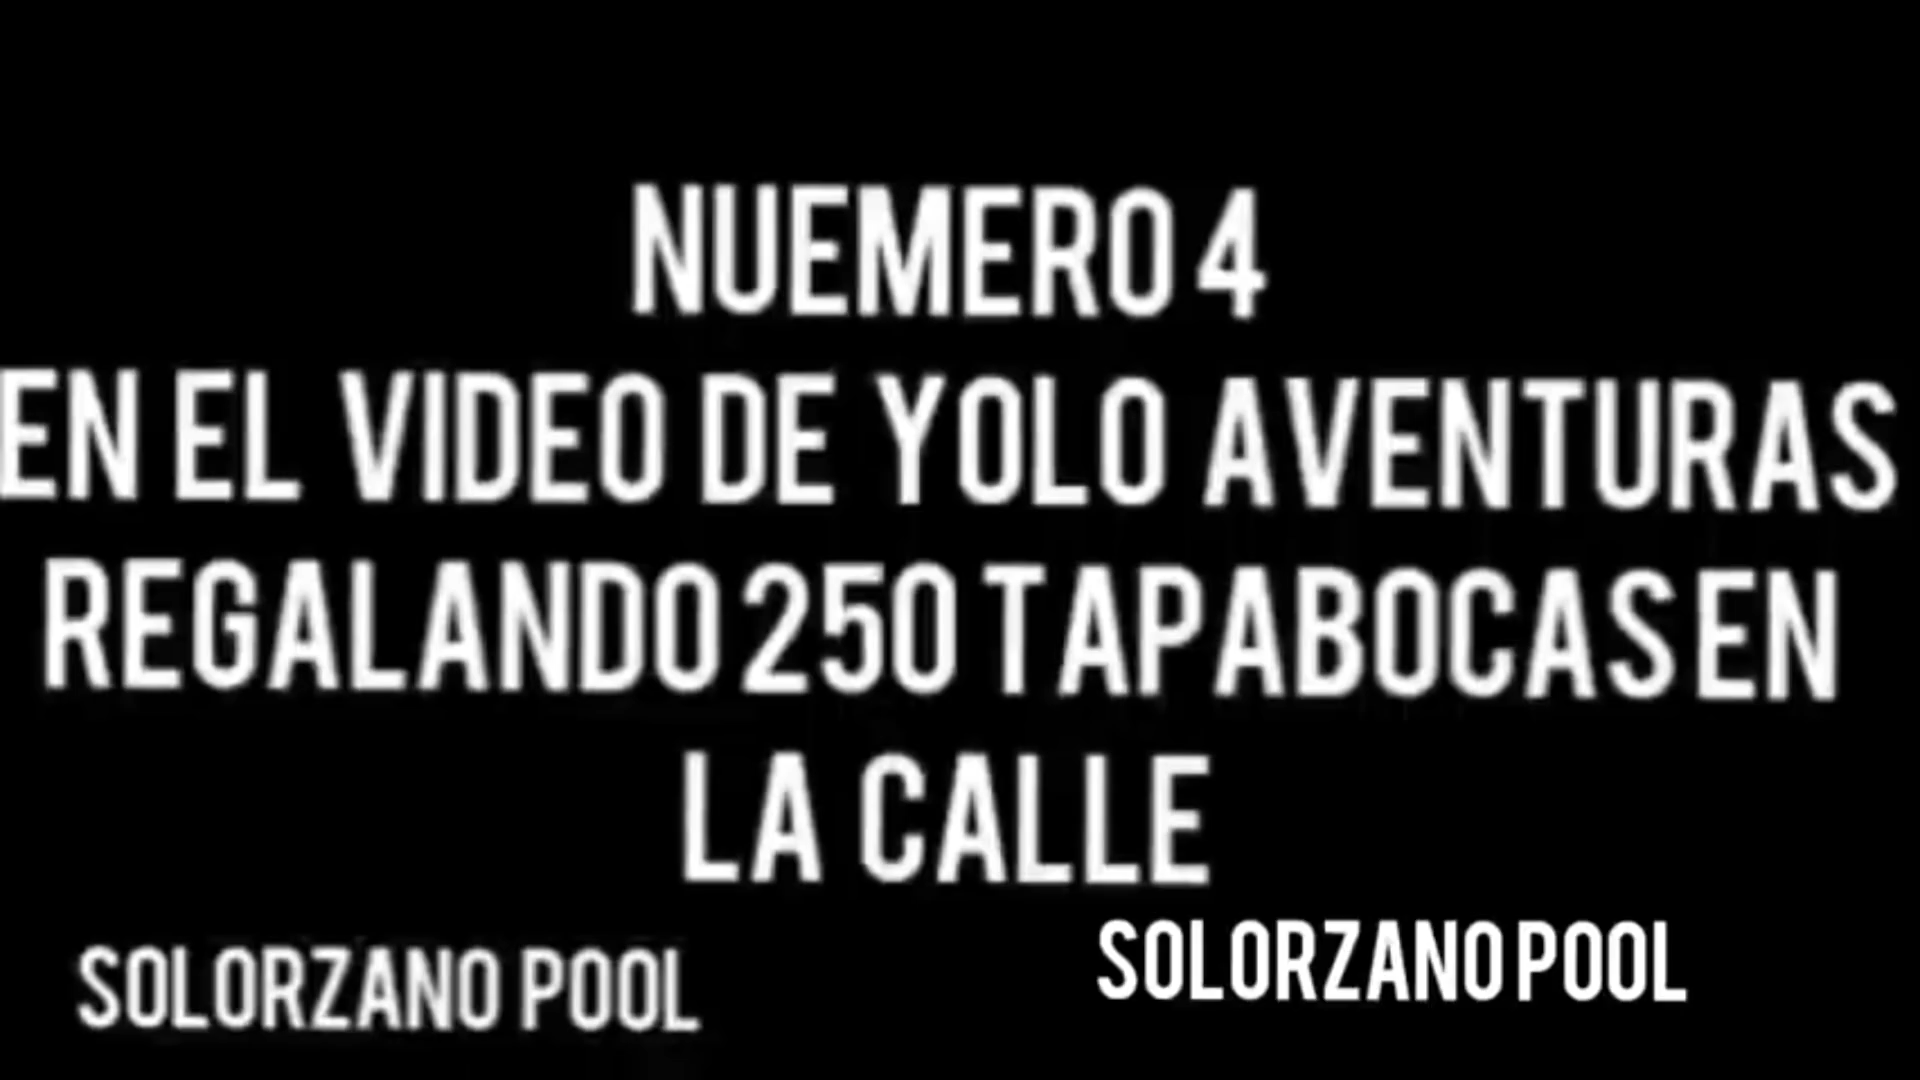 NUEMERO 4
EN EL VIDEO DE YOLO AVENTURAS
REGALANDO 250 TAPABOCAS EN
LA CALLE
SOLORZANO POOL
SOLORZANO POOL